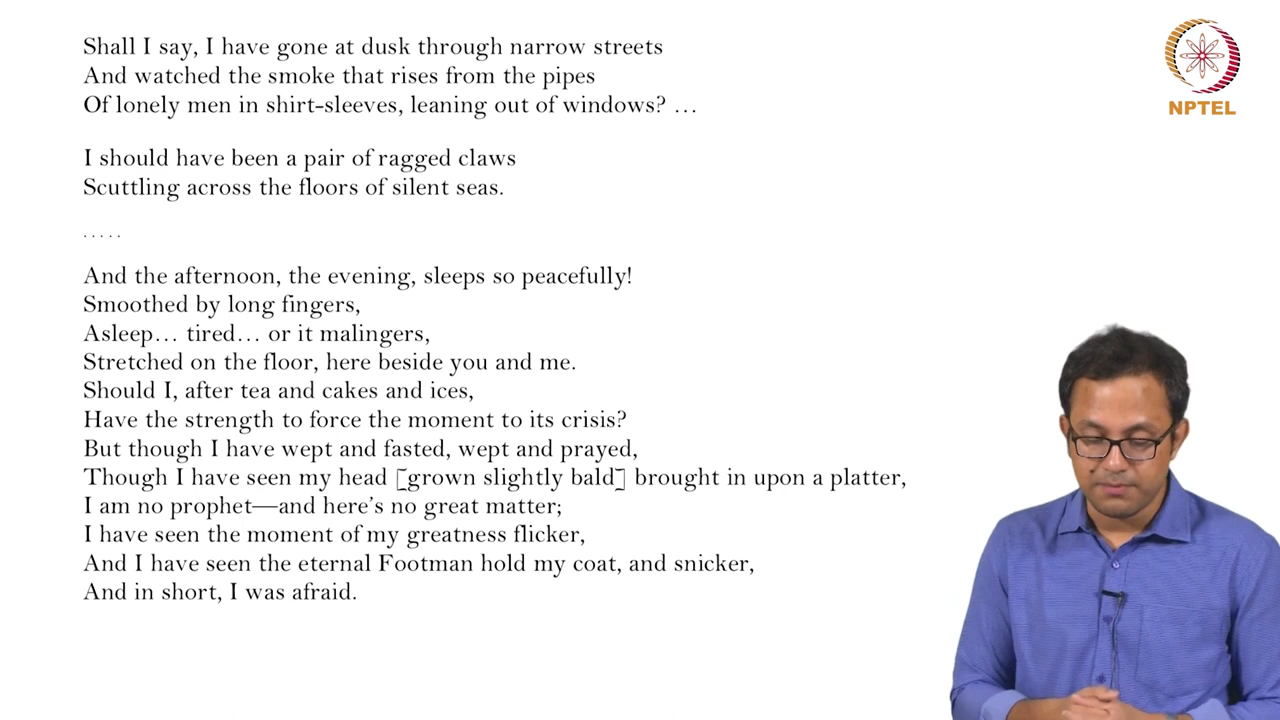 Shall I say, I have gone at dusk through narrow streets
And watched the smoke that rises from the pipes
Of lonely men in shirt-sleeves, leaning out of windows? …
I should have been a pair of ragged claws
Scuttling across the floors of silent seas.
. . . . .
And the afternoon, the evening, sleeps so peacefully!
Smoothed by long fingers,
Asleep… tired… or it malingers,
Stretched on the floor, here beside you and me.
Should I, after tea and cakes and ices,
Have the strength to force the moment to its crisis?
But though I have wept and fasted, wept and prayed,
Though I have seen my head [grown slightly bald] brought in upon a platter,
I am no prophet—and here’s no great matter;
I have seen the moment of my greatness flicker,
And I have seen the eternal Footman hold my coat, and snicker,
And in short, I was afraid.
NPTEL